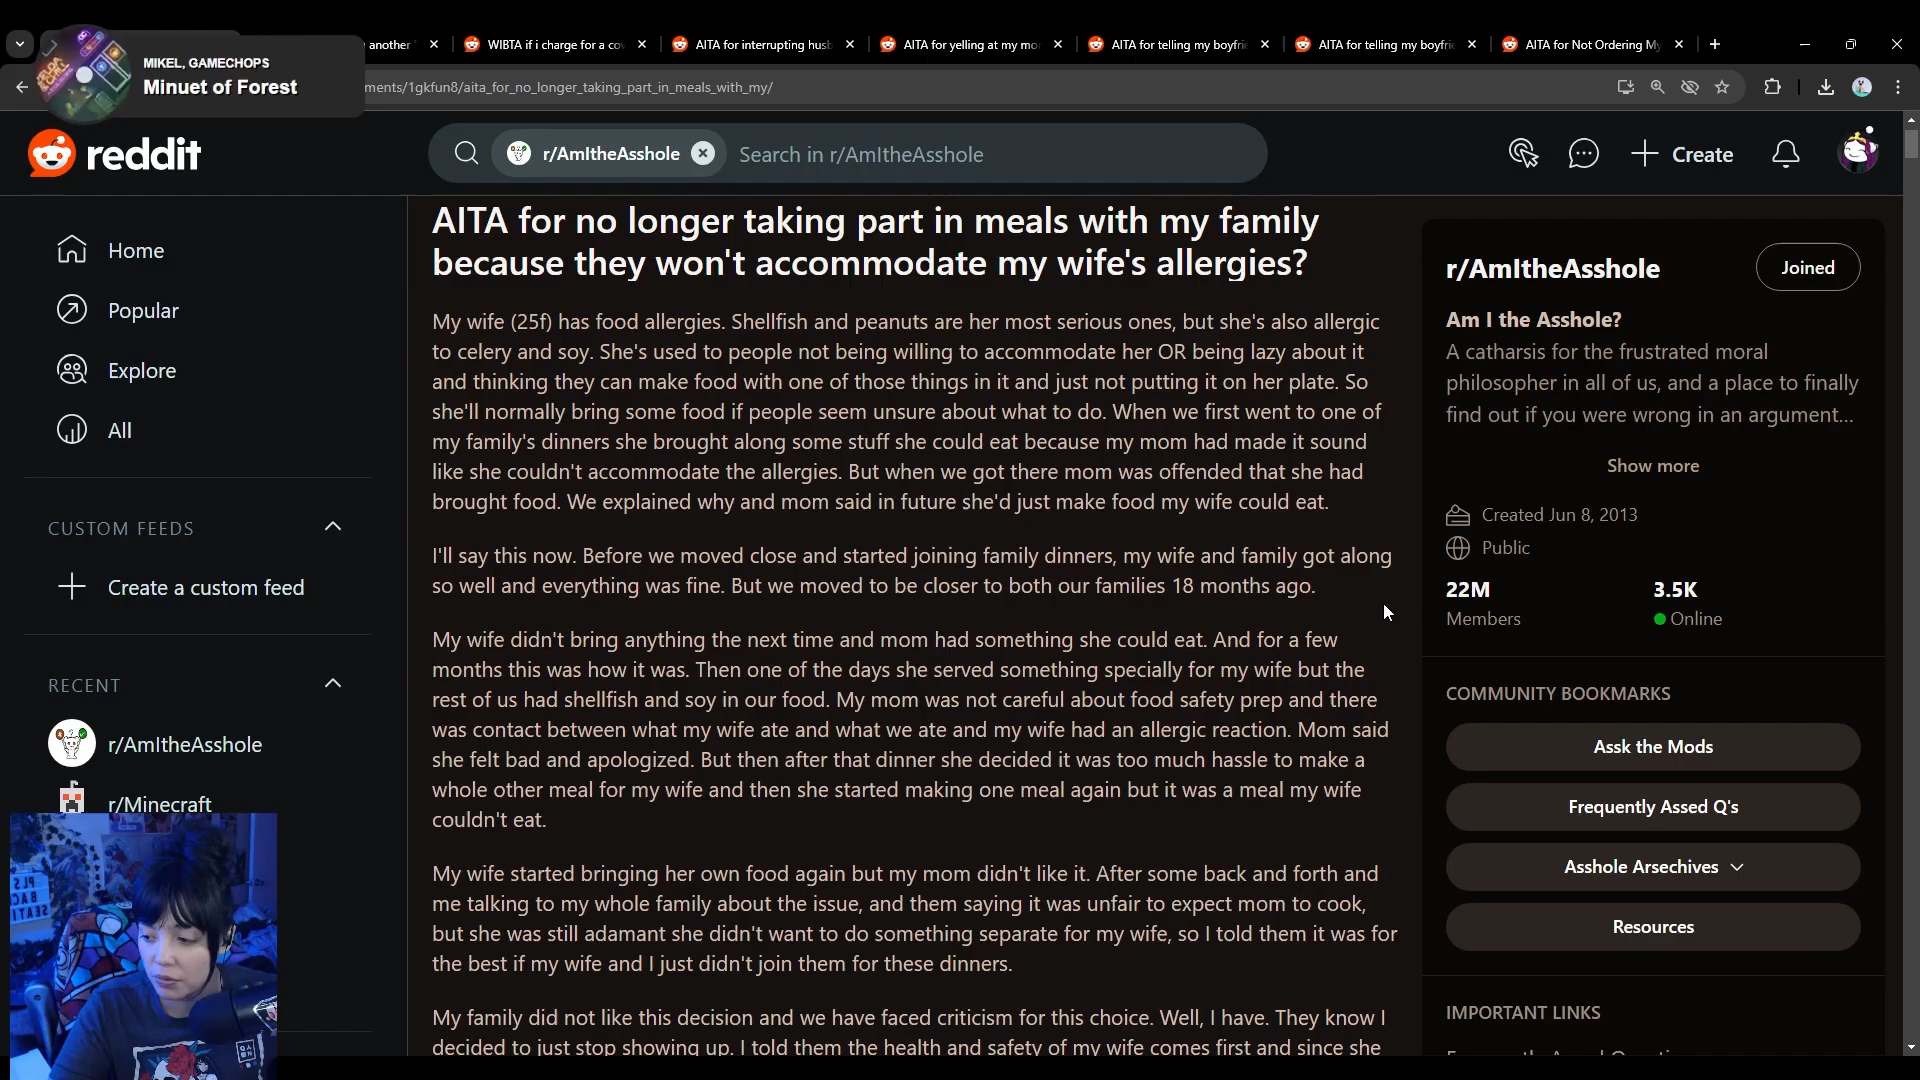 MIKEL, GAMECHOPS
Minuet of Forest
another
WIBTA if i charge for a co
AITA for interrupting husb
AITA for yelling at my mo
AITA for telling my boyfri
AITA for telling my boyfri
AITA for Not Ordering My
ments/1gkfun8/aita_for_no_longer_taking_part_in_meals_with_my/
reddit
r/AmItheAsshole
Search in r/AmItheAsshole
Create
Home
Popular
Explore
All
CUSTOM FEEDS
Create a custom feed
RECENT
r/AmItheAsshole
r/Minecraft
AITA for no longer taking part in meals with my family
because they won't accommodate my wife's allergies?
My wife (25f) has food allergies. Shellfish and peanuts are her most serious ones, but she's also allergic
to celery and soy. She's used to people not being willing to accommodate her OR being lazy about it
and thinking they can make food with one of those things in it and just not putting it on her plate. So
she'll normally bring some food if people seem unsure about what to do. When we first went to one of
my family's dinners she brought along some stuff she could eat because my mom had made it sound
like she couldn't accommodate the allergies. But when we got there mom was offended that she had
brought food. We explained why and mom said in future she'd just make food my wife could eat.
I'll say this now. Before we moved close and started joining family dinners, my wife and family got along
so well and everything was fine. But we moved to be closer to both our families 18 months ago.
My wife didn't bring anything the next time and mom had something she could eat. And for a few
months this was how it was. Then one of the days she served something specially for my wife but the
rest of us had shellfish and soy in our food. My mom was not careful about food safety prep and there
was contact between what my wife ate and what we ate and my wife had an allergic reaction. Mom said
she felt bad and apologized. But then after that dinner she decided it was too much hassle to make a
whole other meal for my wife and then she started making one meal again but it was a meal my wife
couldn't eat.
My wife started bringing her own food again but my mom didn't like it. After some back and forth and
me talking to my whole family about the issue, and them saying it was unfair to expect mom to cook,
but she was still adamant she didn't want to do something separate for my wife, so I told them it was for
the best if my wife and I just didn't join them for these dinners.
My family did not like this decision and we have faced criticism for this choice. Well, I have. They know I
decided to just stop showing up. I told them the health and safety of my wife comes first and since she
r/AmItheAsshole
Joined
Am I the Asshole?
A catharsis for the frustrated moral
philosopher in all of us, and a place to finally
find out if you were wrong in an argument...
Show more
Created Jun 8, 2013
Public
22M
3.5K
Members
Online
COMMUNITY BOOKMARKS
Assk the Mods
Frequently Assed Q's
Asshole Arsechives
Resources
IMPORTANT LINKS